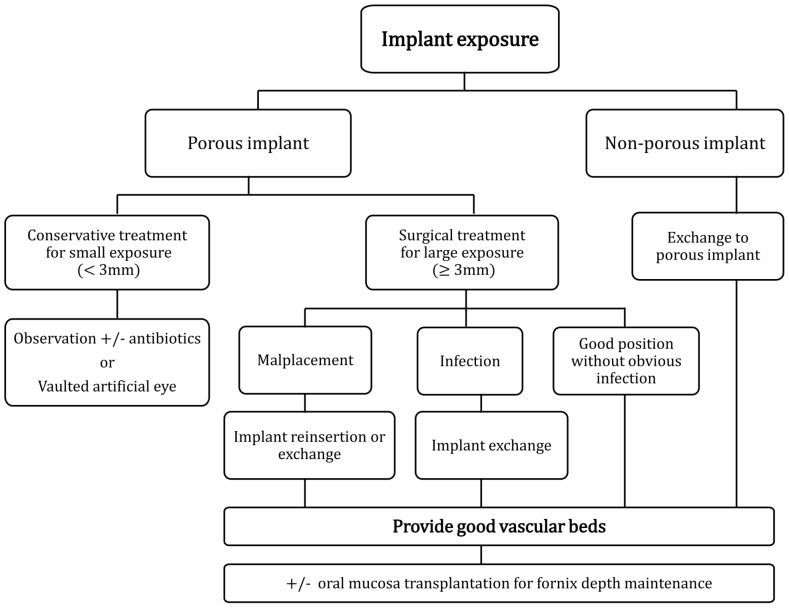 Implant exposure
Porous implant
Non-porous implant
Conservative treatment
for small exposure
(< 3mm)
Surgical treatment
for large exposure
(≥ 3mm)
Exchange to
porous implant
Observation +/- antibiotics
or
Vaulted artificial eye
Malplacement
Infection
Good position
without obvious
infection
Implant reinsertion or
exchange
Implant exchange
Provide good vascular beds
+/- oral mucosa transplantation for fornix depth maintenance